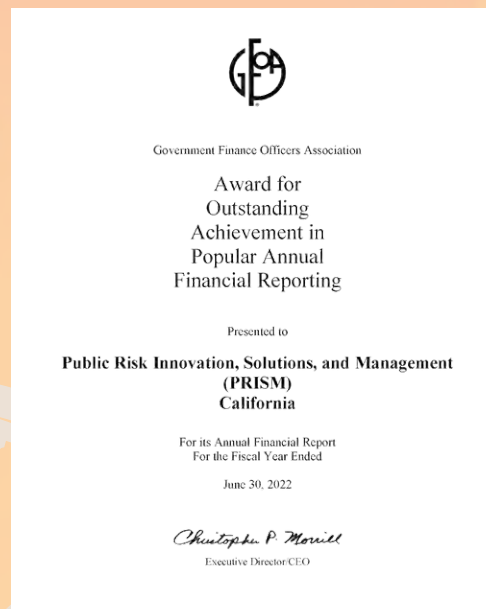 GFOA
Government Finance Officers Association
Award for
Outstanding
Achievement in
Popular Annual
Financial Reporting
Presented to
Public Risk Innovation, Solutions, and Management
(PRISM)
California
For its Annual Financial Report
For the Fiscal Year Ended
June 30, 2022
Christopher P. Morrill
Executive Director/CEO